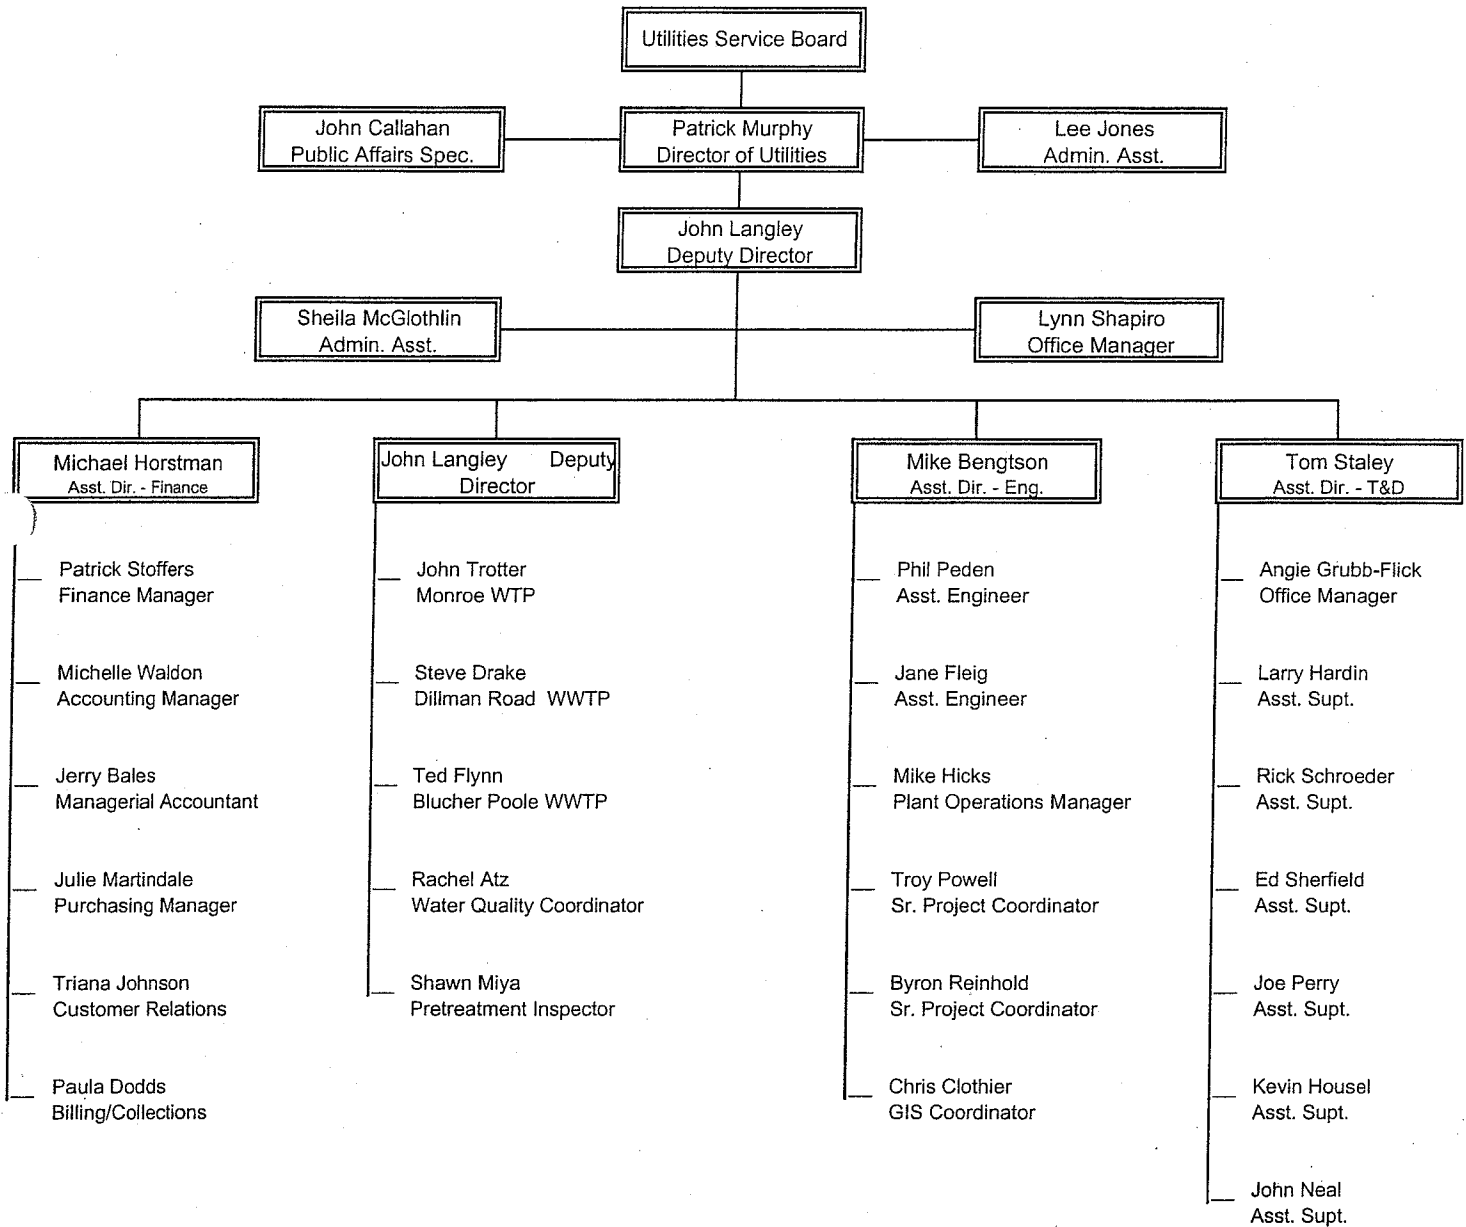 Utilities Service Board
John Callahan
Public Affairs Spec.
Patrick Murphy
Director of Utilities
Lee Jones
Admin. Asst.
John Langley
Deputy Director
Sheila McGlothlin
Admin. Asst.
Lynn Shapiro
Office Manager
Michael Horstman
Asst. Dir. - Finance
John Langley Deputy
Director
Mike Bengtson
Asst. Dir. - Eng.
Tom Staley
Asst. Dir. - T&D
Patrick Stoffers
Finance Manager
Michelle Waldon
Accounting Manager
Jerry Bales
Managerial Accountant
Julie Martindale
Purchasing Manager
Triana Johnson
Customer Relations
Paula Dodds
Billing/Collections
John Trotter
Monroe WTP
Steve Drake
Dillman Road WWTP
Ted Flynn
Blucher Poole WWTP
Rachel Atz
Water Quality Coordinator
Shawn Miya
Pretreatment Inspector
Phil Peden
Asst. Engineer
Jane Fleig
Asst. Engineer
Mike Hicks
Plant Operations Manager
Troy Powell
Sr. Project Coordinator
Byron Reinhold
Sr. Project Coordinator
Chris Clothier
GIS Coordinator
Angie Grubb-Flick
Office Manager
Larry Hardin
Asst. Supt.
Rick Schroeder
Asst. Supt.
Ed Sherfield
Asst. Supt.
Joe Perry
Asst. Supt.
Kevin Housel
Asst. Supt.
John Neal
Asst. Supt.